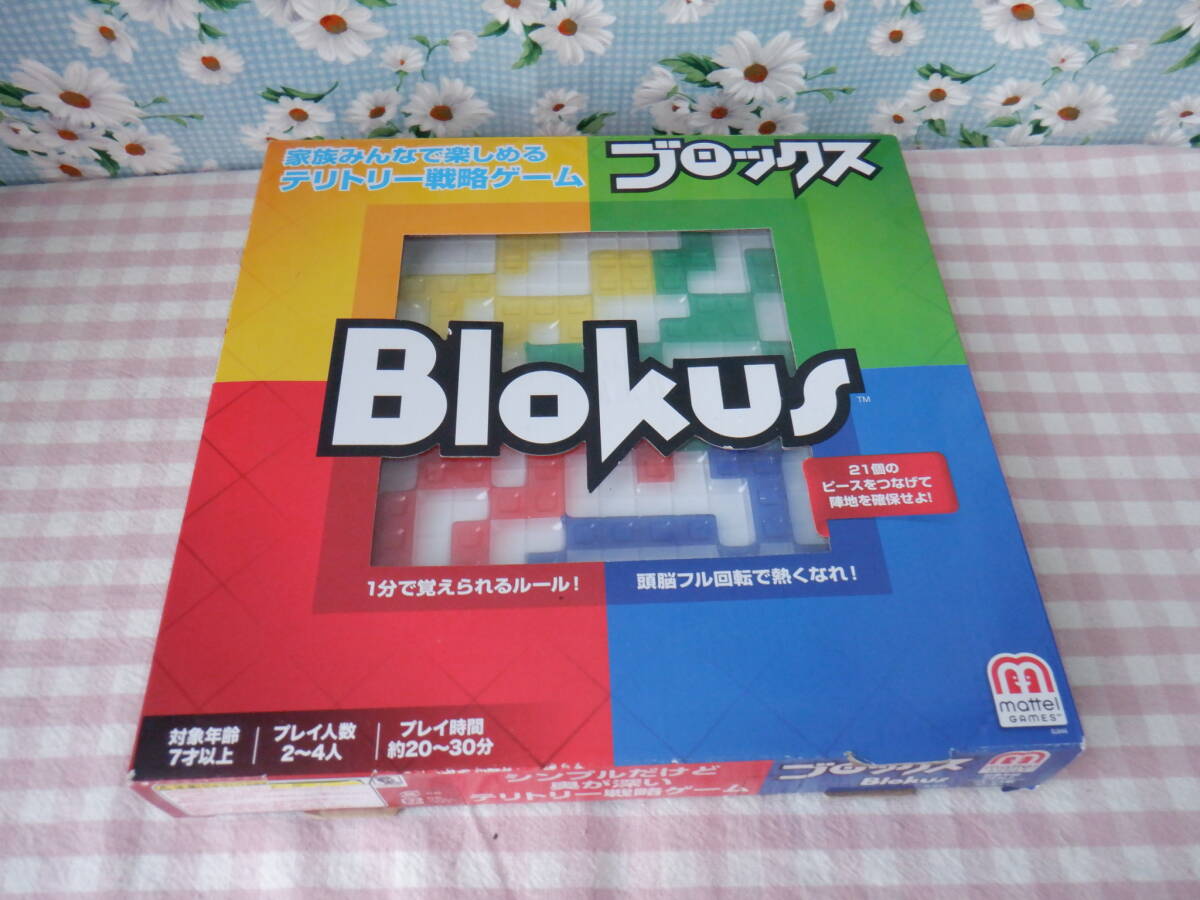 家族みんなで楽しめる
テリトリー戦略ゲーム
ブロックス
Blokus™
21個の
ピースをつなげて
陣地を確保せよ!
1分で覚えられるルール!
頭脳フル回転で熱くなれ!
対象年齢
7才以上
プレイ人数
2~4人
プレイ時間
約20~30分
mattel
GAMES™
シンプルだけど
奥が深い
テリトリー戦略ゲーム
ブロックス
Blokus
mattel